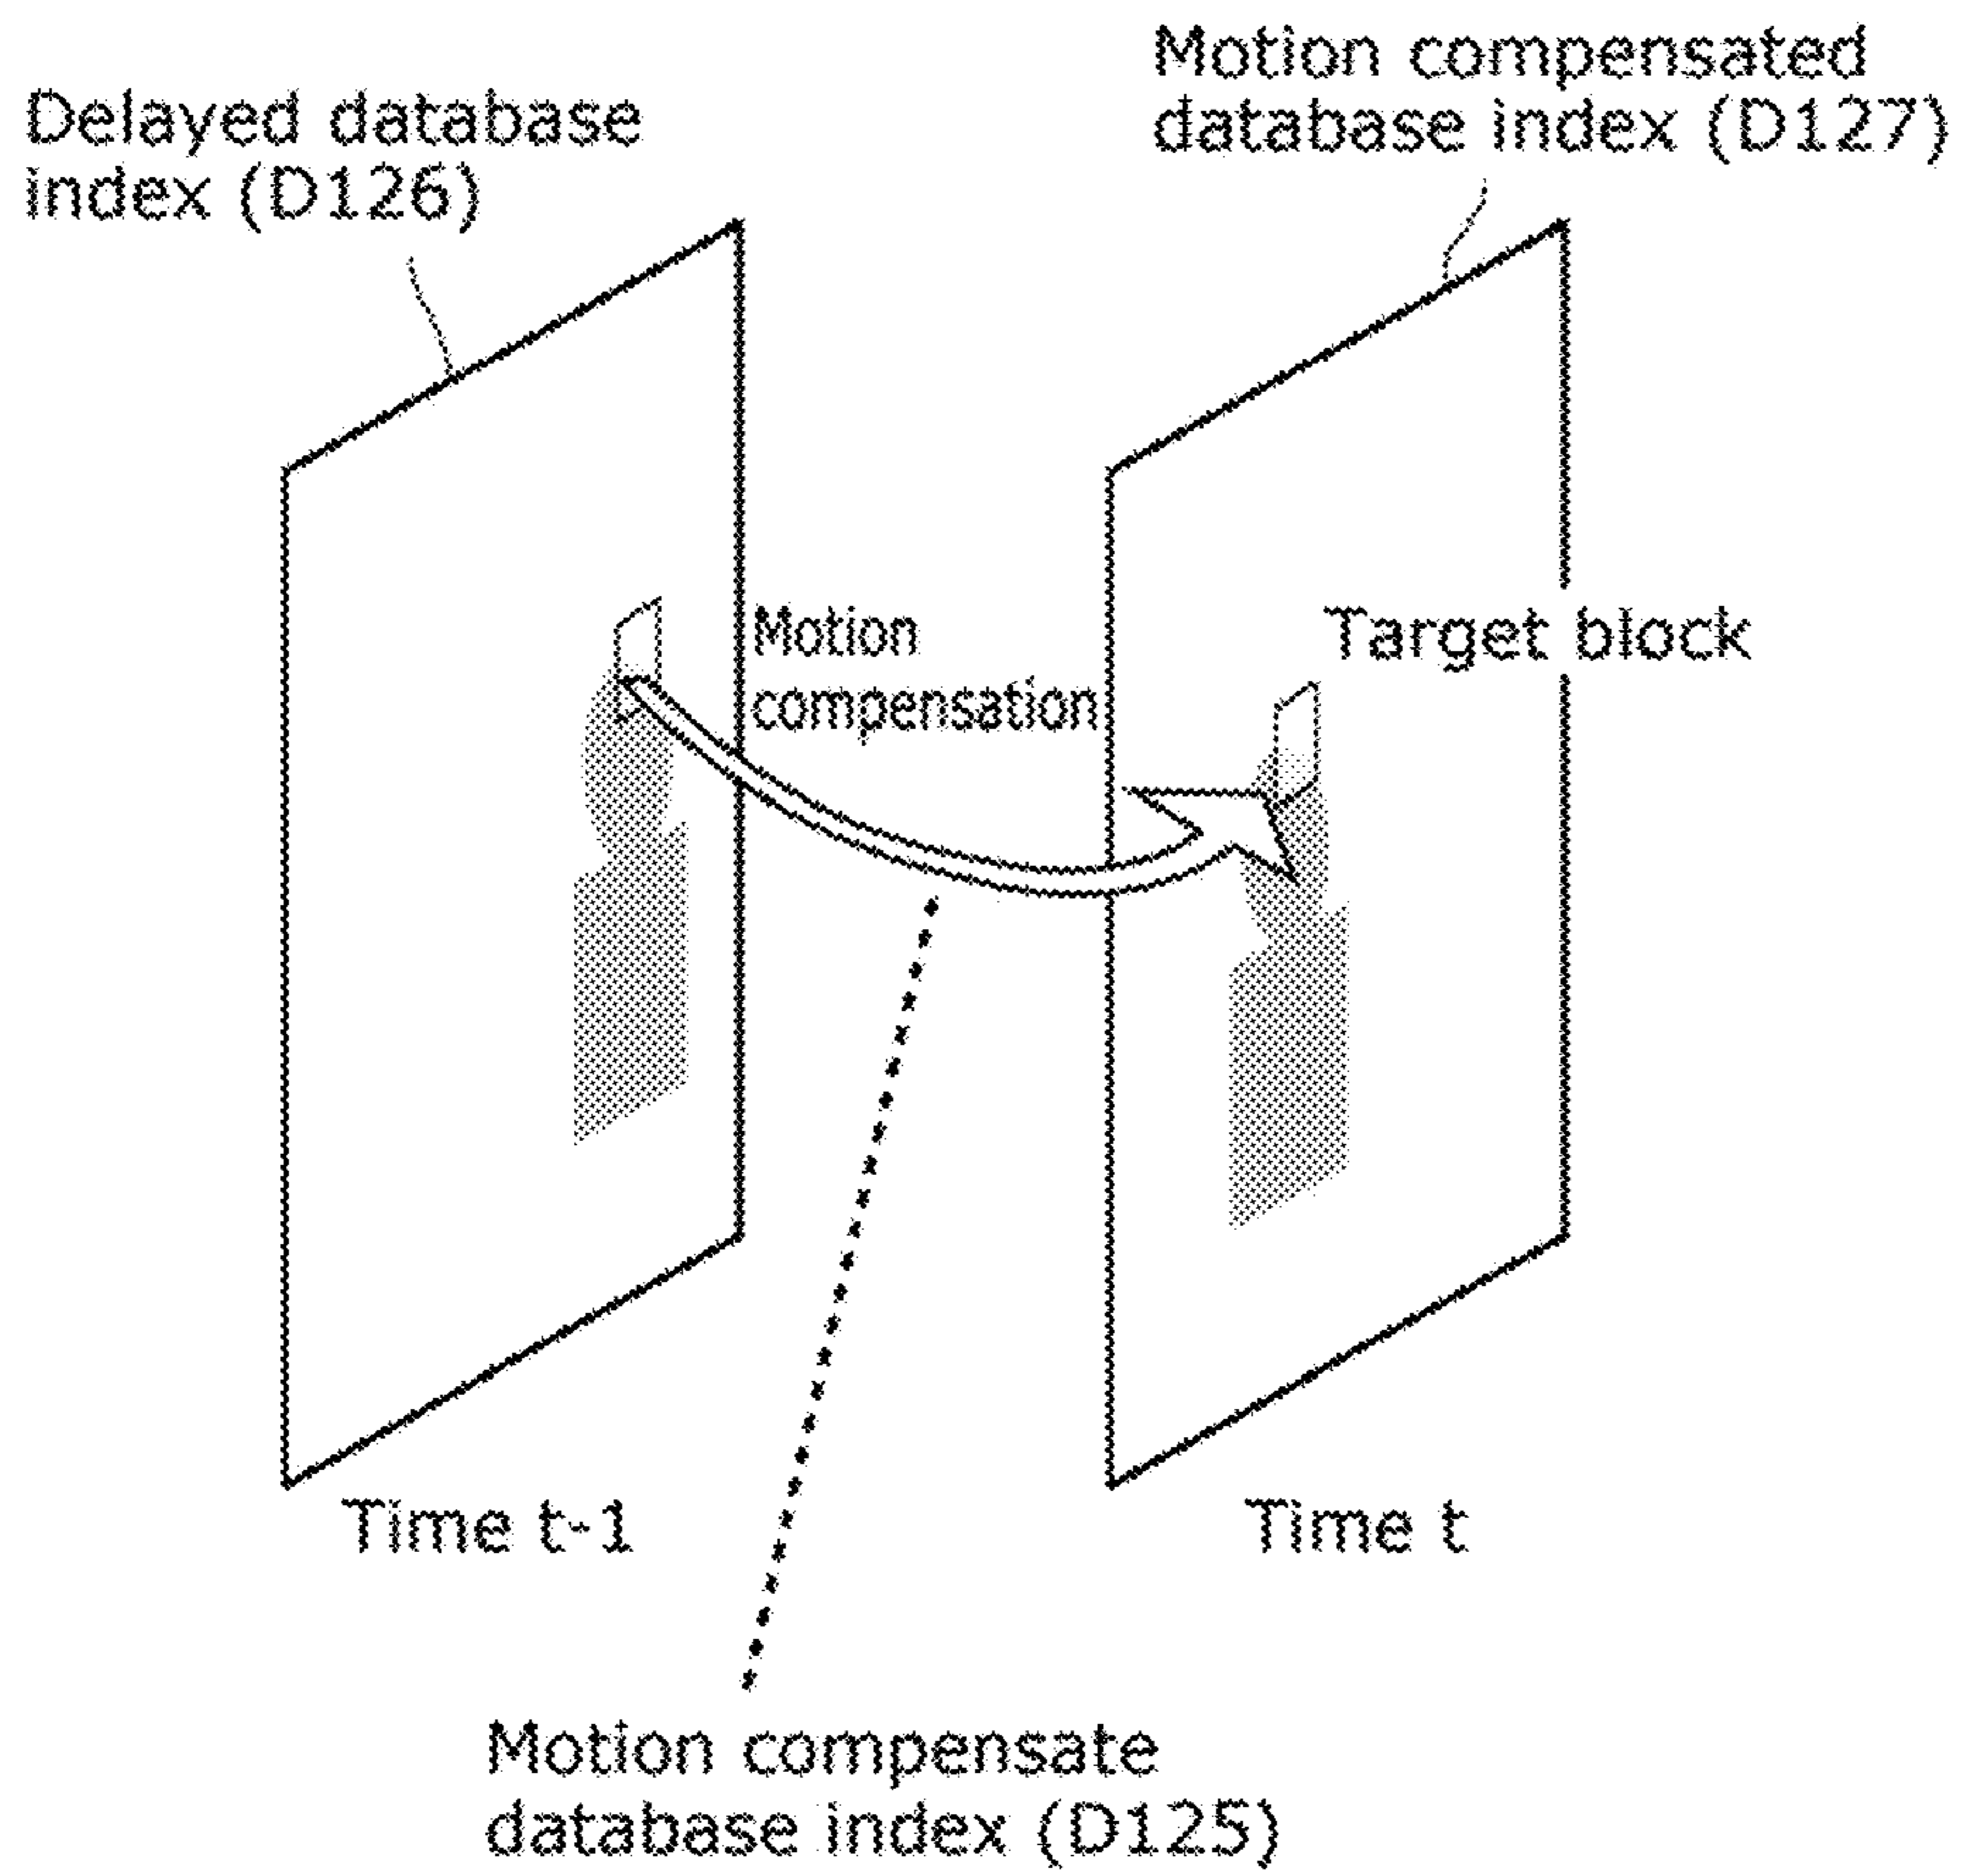 Motion compensated
database index (D127)
Delayed database
index (D126)
Motion
compensation
Target block
Time t-1
Time t
Motion compensate
database index (D125)